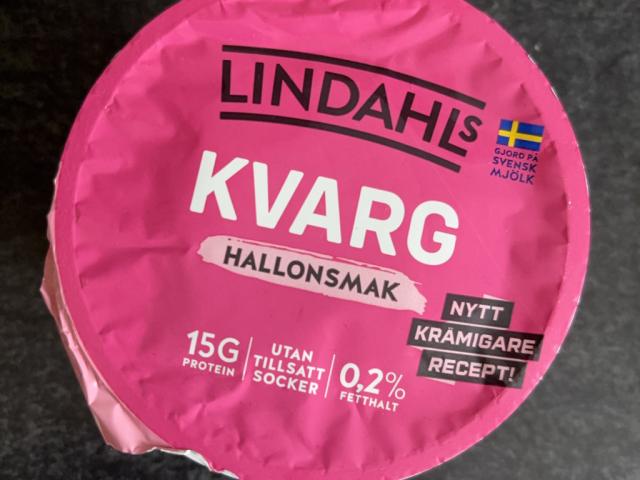 LINDAHLS
GJORD PÅ
SVENSK
MJÖLK
KVARG
HALLONSMAK
NYTT
KRÄMIGARE
RECEPT!
15G
PROTEIN
UTAN
TILLSATT
SOCKER
0,2%
FETTHALT